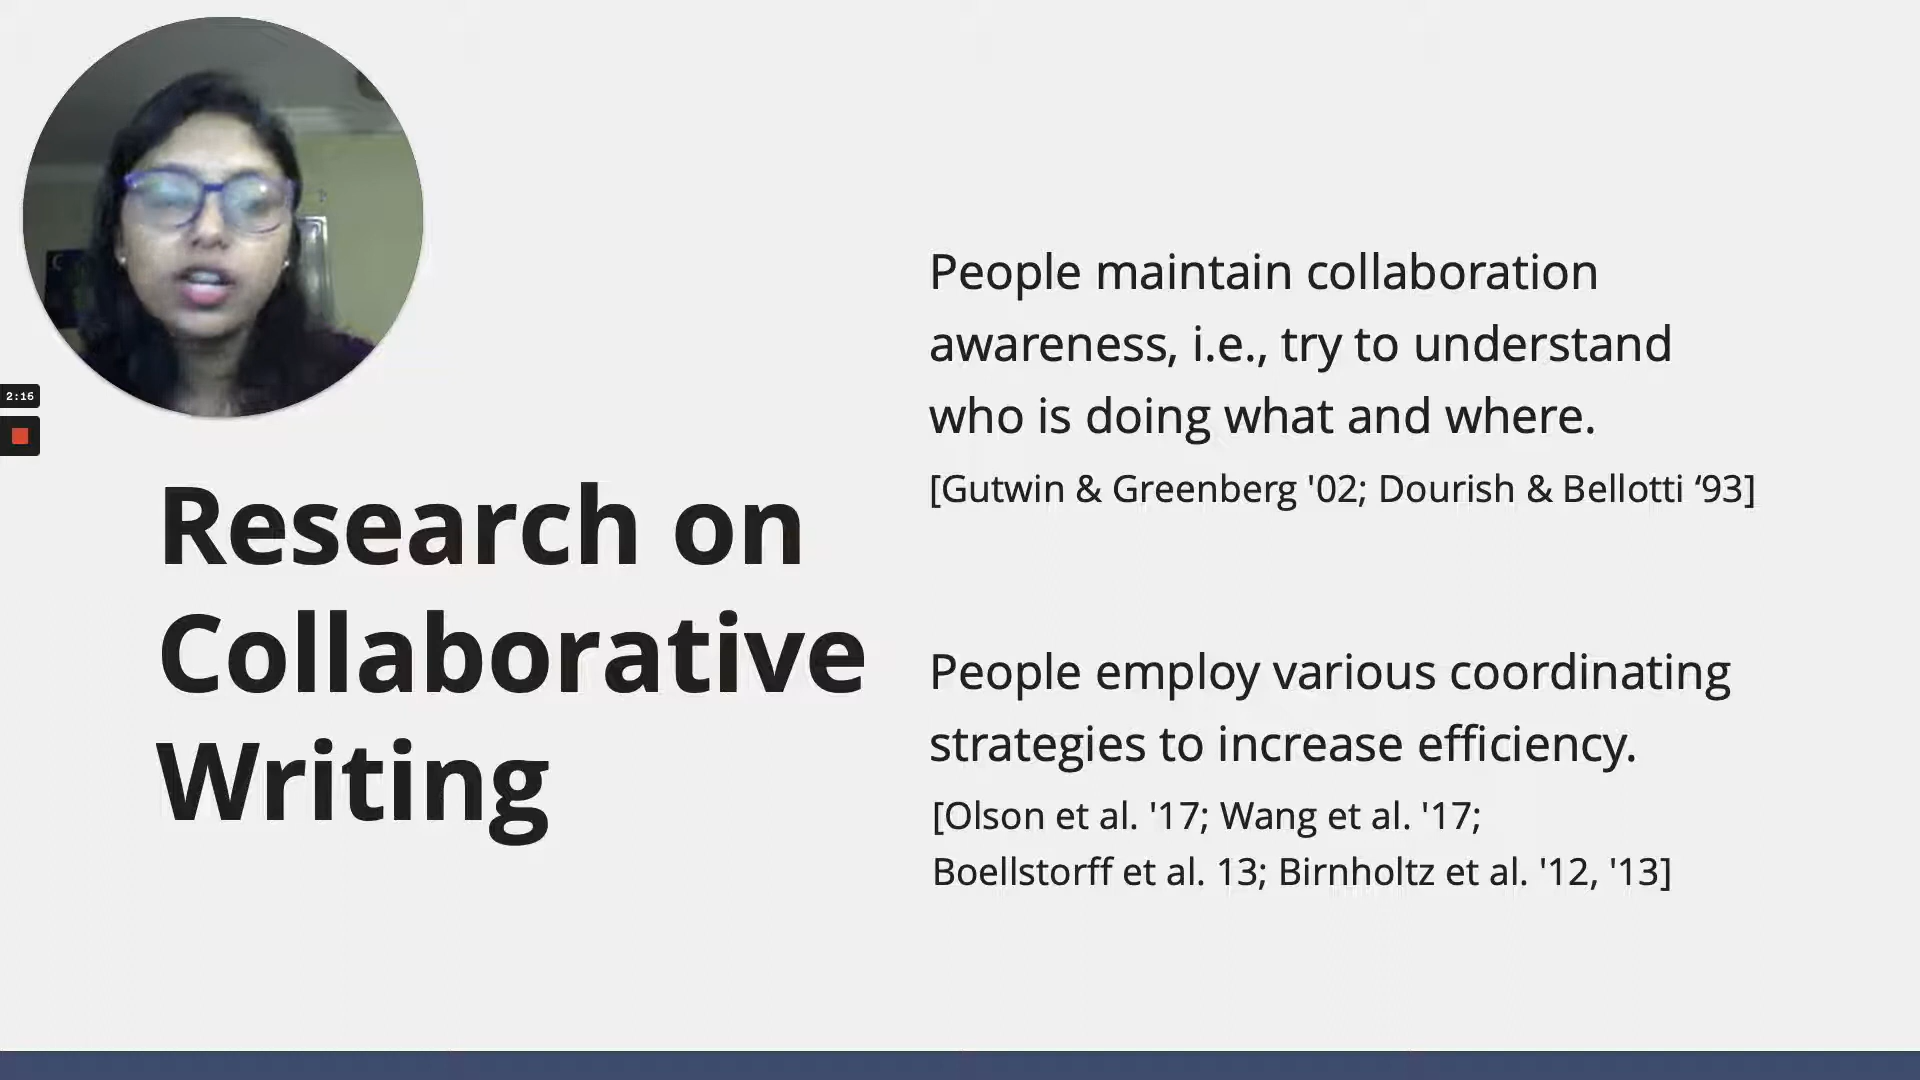 2:16
Research on
Collaborative
Writing
People maintain collaboration
awareness, i.e., try to understand
who is doing what and where.
[Gutwin & Greenberg '02; Dourish & Bellotti ‘93]
People employ various coordinating
strategies to increase efficiency.
[Olson et al. '17; Wang et al. '17;
Boellstorff et al. 13; Birnholtz et al. '12, '13]